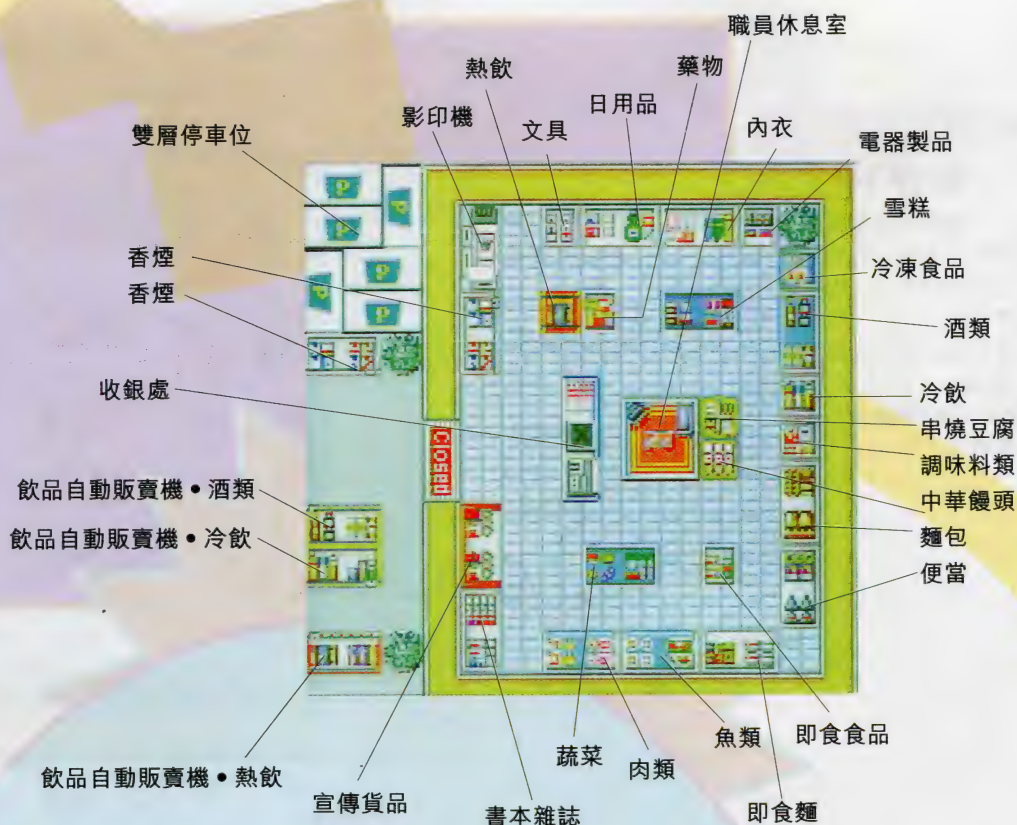 職員休息室
熱飲
藥物
影印機
文具
日用品
內衣
雙層停車位
電器製品
雪糕
香煙
冷凍食品
香煙
酒類
收銀處
冷飲
串燒豆腐
調味料類
Closed
飲品自動販賣機•酒類
中華饅頭
飲品自動販賣機•冷飲
麵包
便當
飲品自動販賣機•熱飲
宣傳貨品
書本雜誌
蔬菜
肉類
魚類
即食食品
即食麵
P
P
P
P
P
P